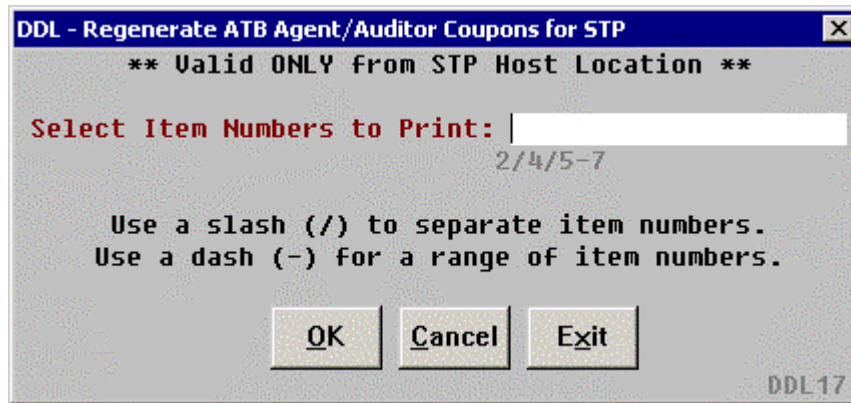 DDL - Regenerate ATB Agent/Auditor Coupons for STP
** Valid ONLY from STP Host Location **
Select Item Numbers to Print:
2/4/5-7
Use a slash (/) to separate item numbers.
Use a dash (-) for a range of item numbers.
OK Cancel Exit
DDL17